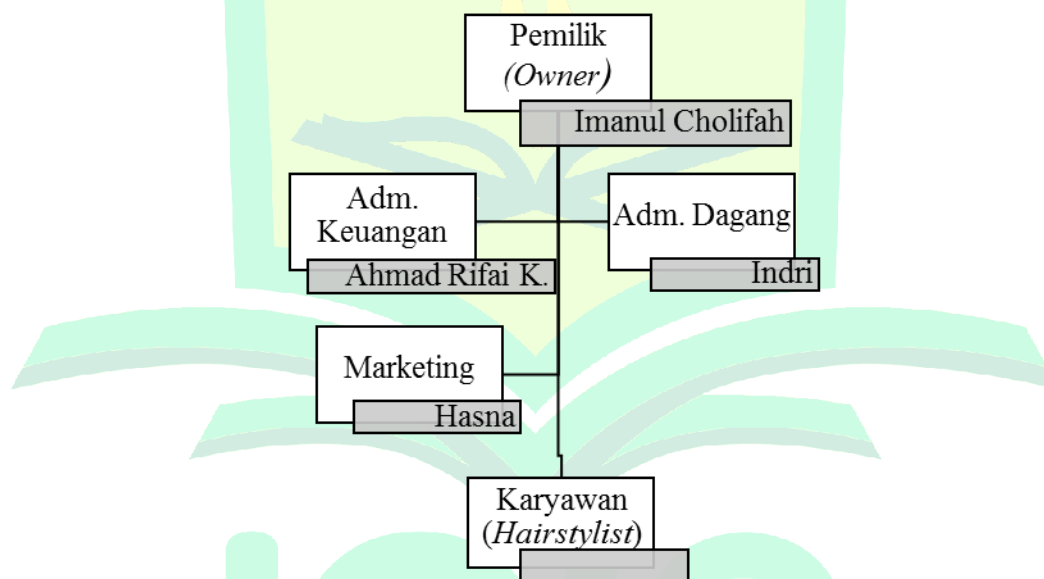 Pemilik
(Owner)
Imanul Cholifah
Adm.
Keuangan
Ahmad Rifai K.
Adm. Dagang
Indri
Marketing
Hasna
Karyawan
(Hairstylist)